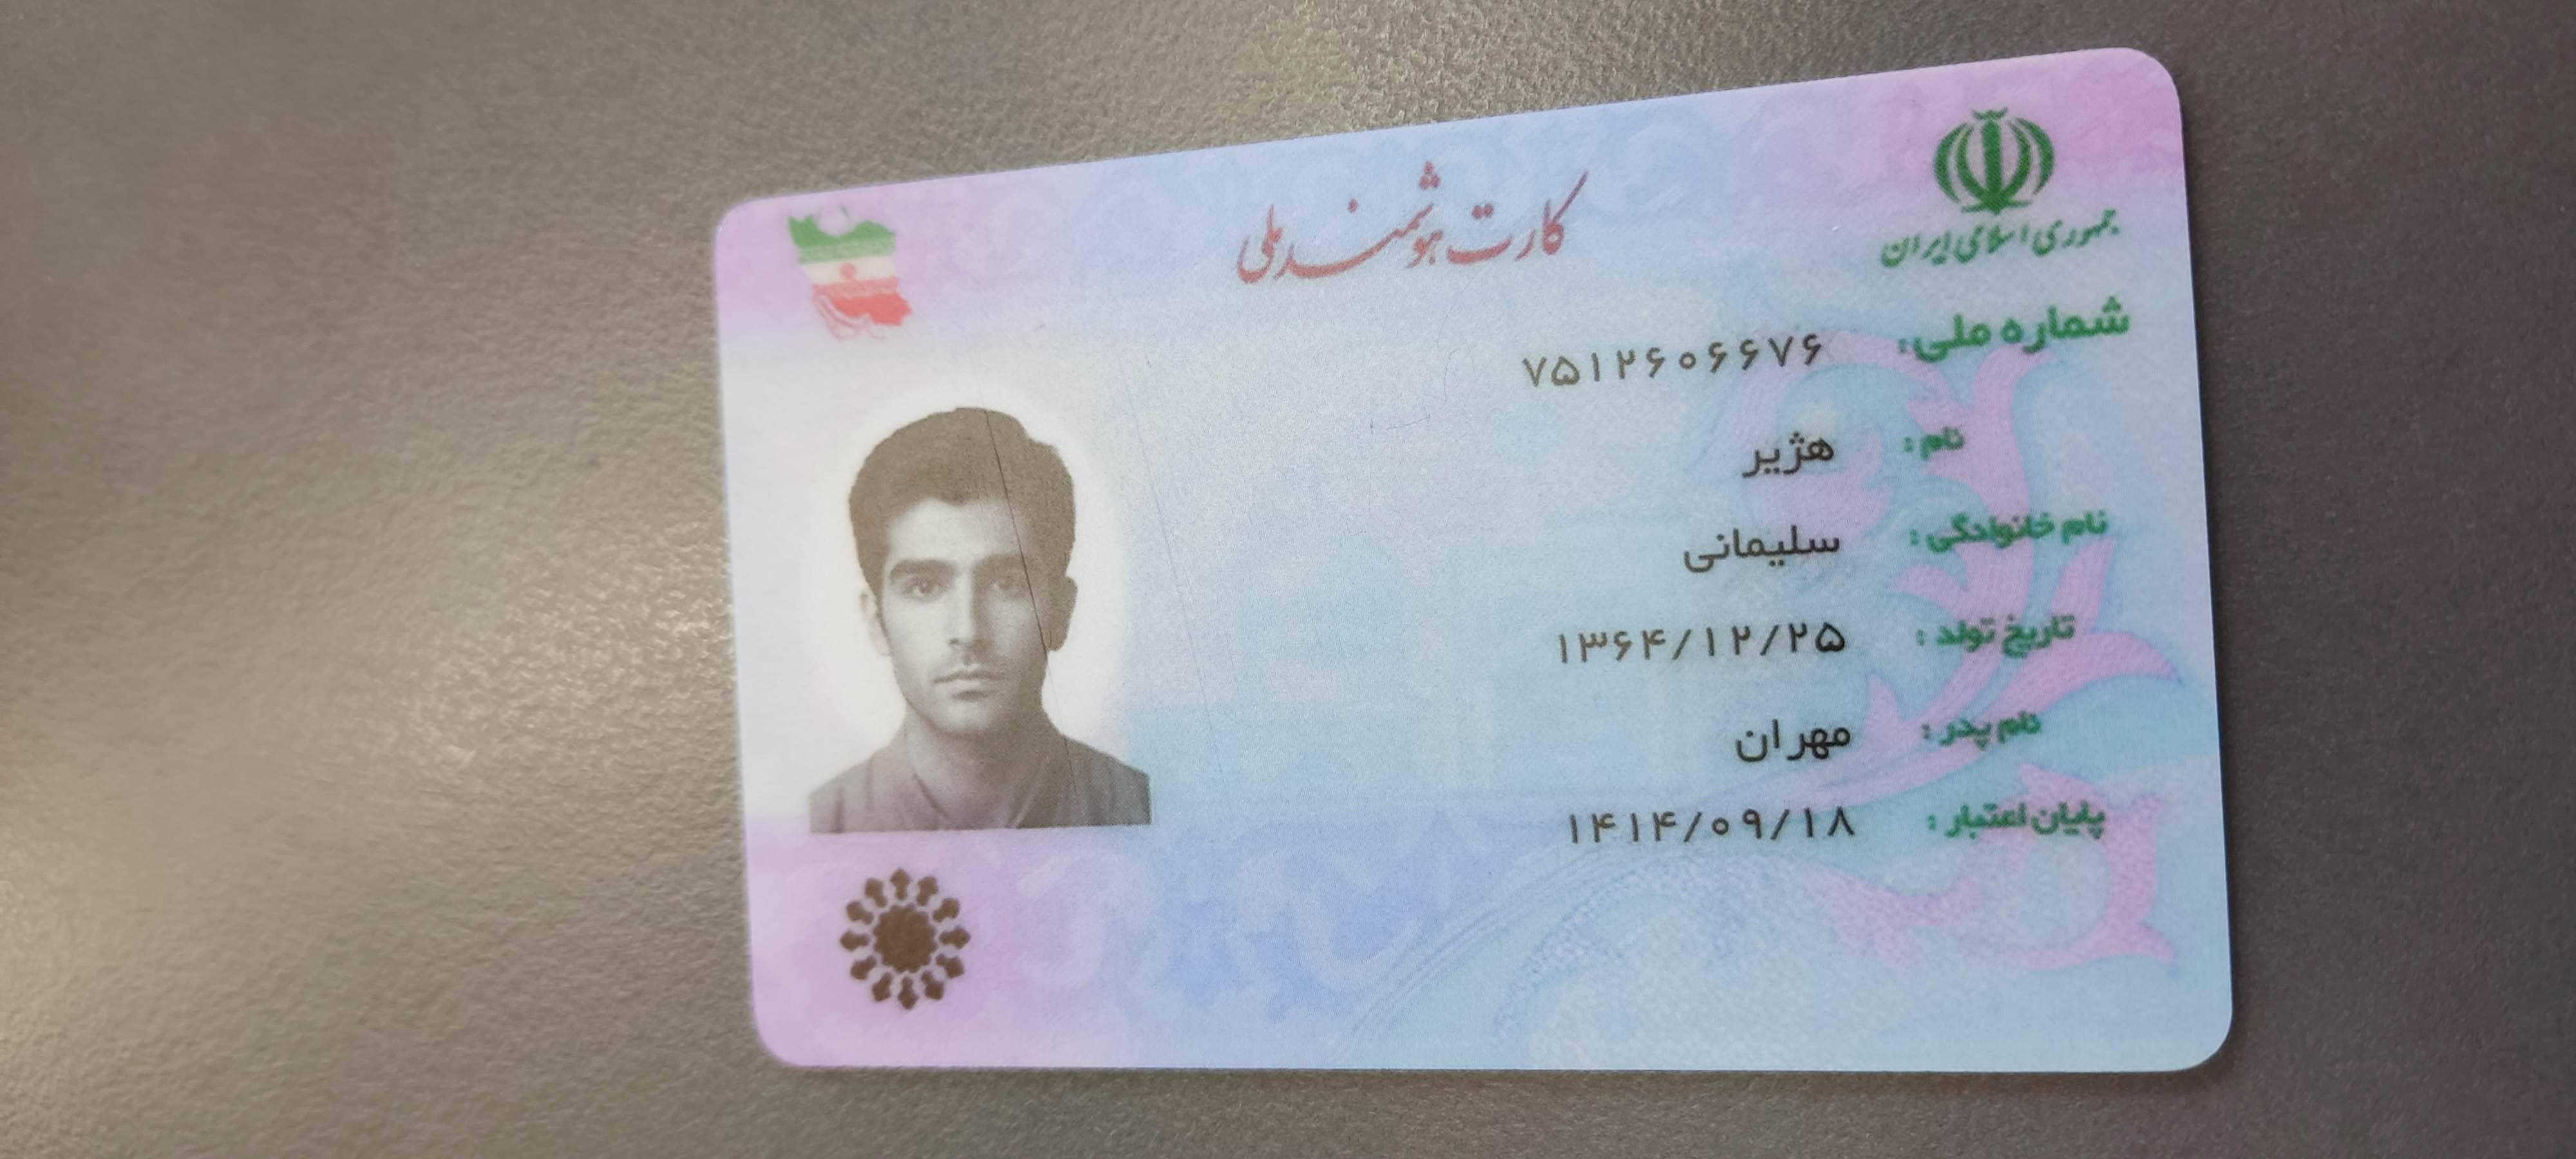 جمهوری اسلامی ایران
کارت هوشمند ملی
شماره ملی: ۷۵۱۲۶۰۶۶۷۶
نام: هژیر
نام خانوادگی: سلیمانی
تاریخ تولد: ۱۳۶۴/۱۲/۲۵
نام پدر: مهران
پایان اعتبار: ۱۴۱۴/۰۹/۱۸